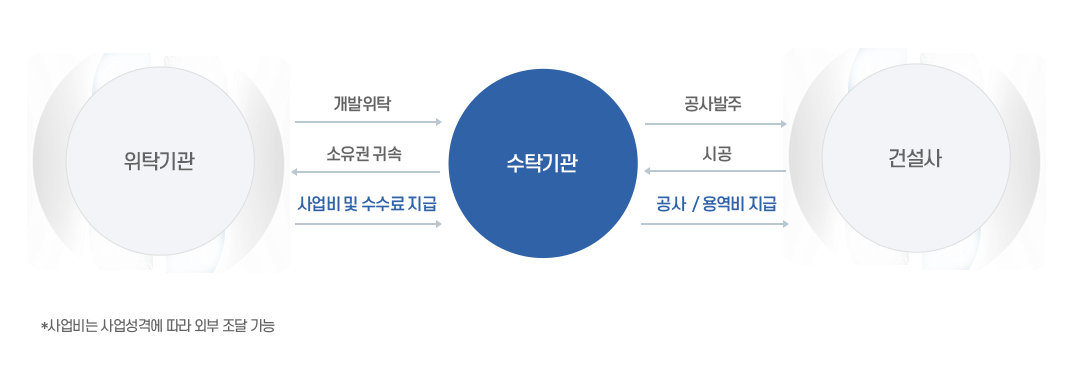 위탁기관
개발위탁
소유권 귀속
사업비 및 수수료 지급
수탁기관
공사발주
시공
공사 / 용역비 지급
건설사
*사업비는 사업성격에 따라 외부 조달 가능